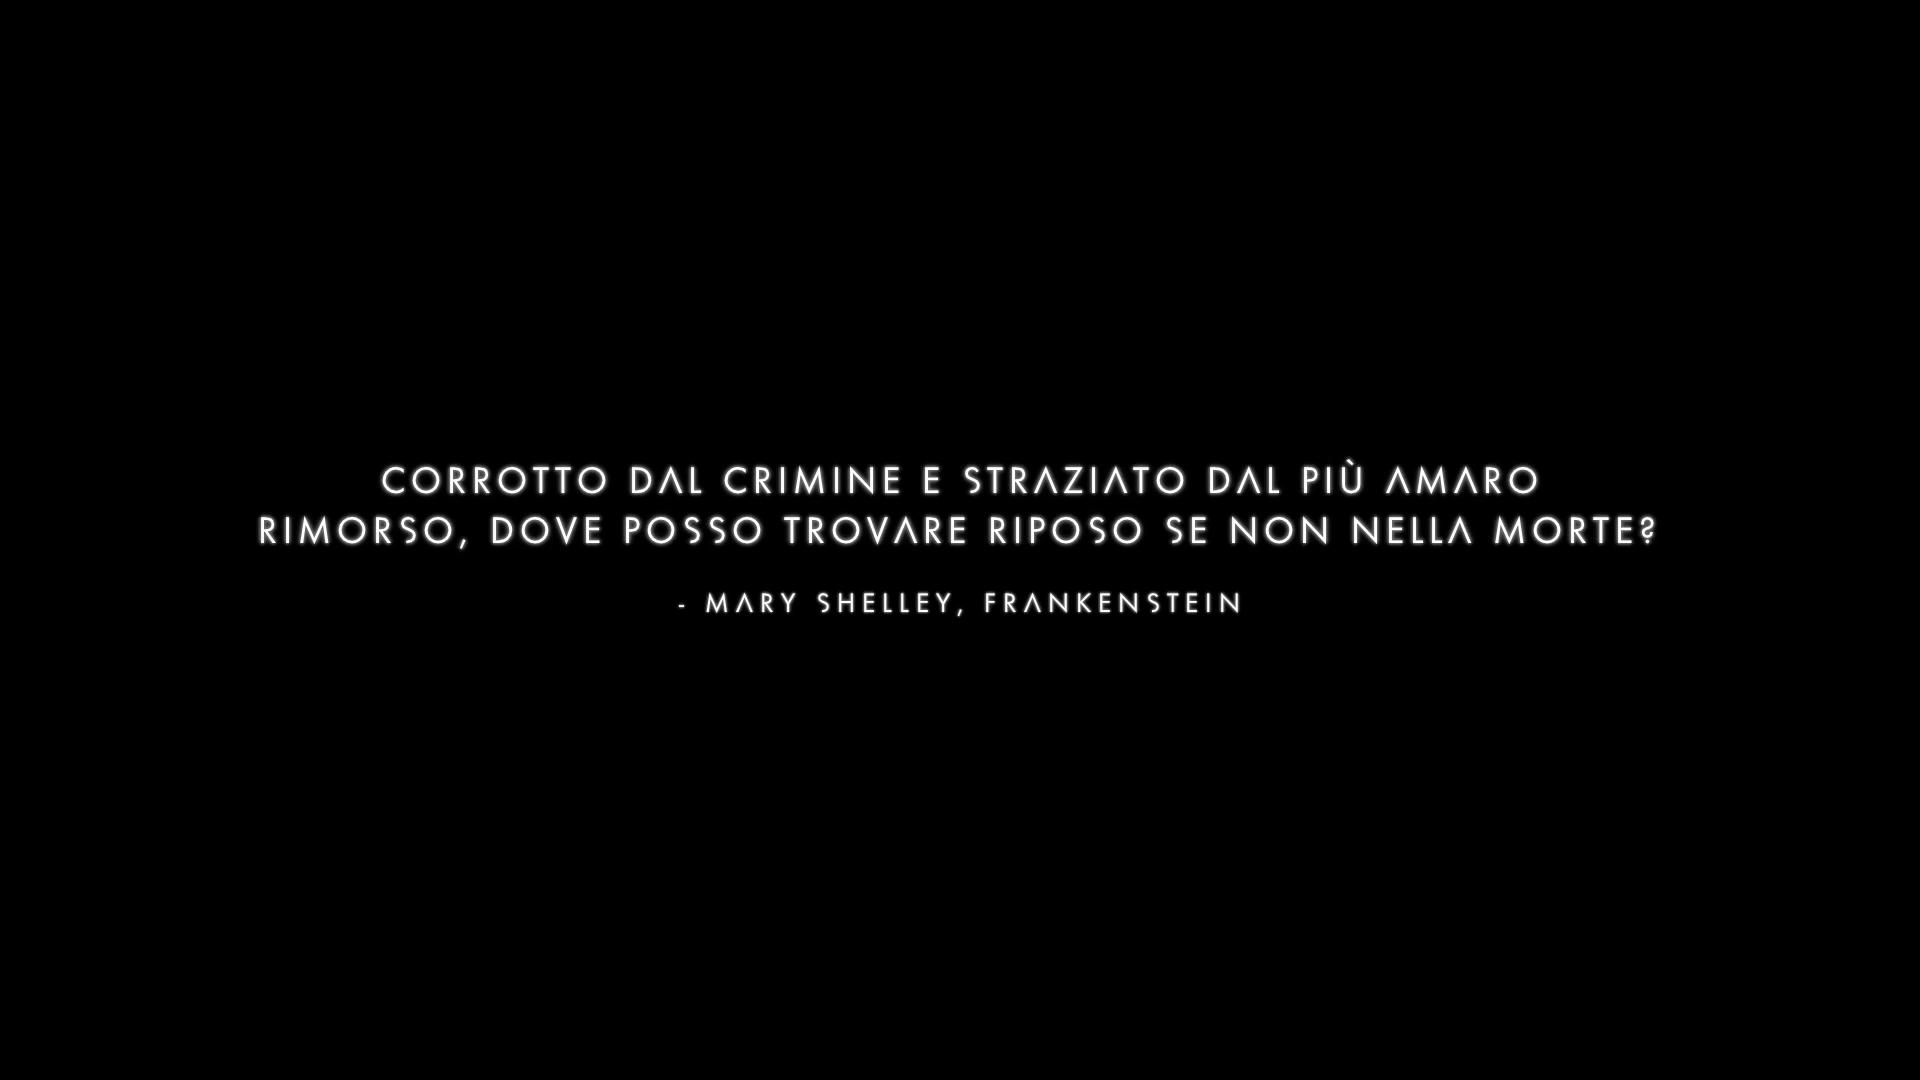 CORROTTO DAL CRIMINE E STRAZIATO DAL PIÙ AMARO
RIMORSO, DOVE POSSO TROVARE RIPOSO SE NON NELLA MORTE?
- MARY SHELLEY, FRANKENSTEIN